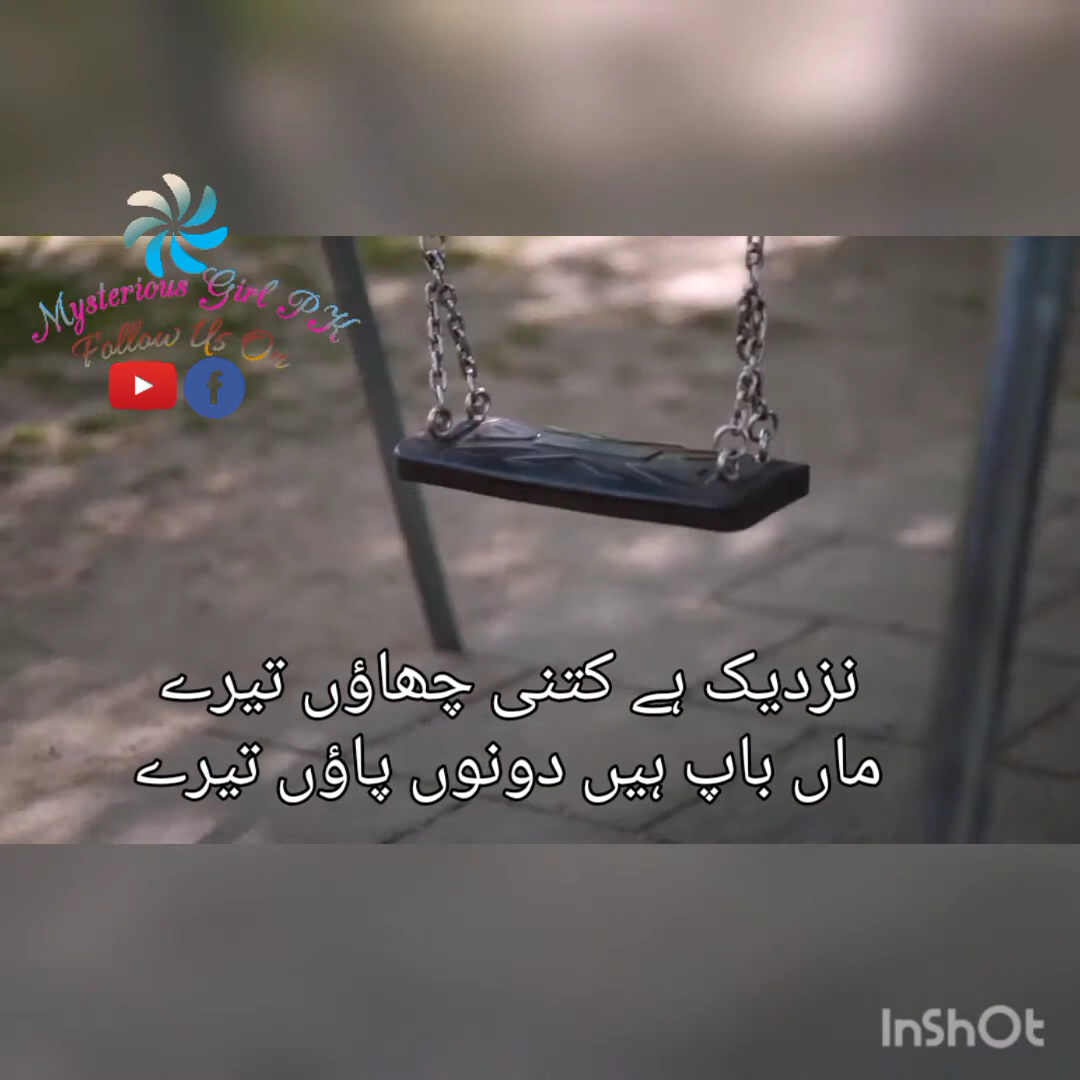 Mysterious Girl PK
Follow Us On
نزدیک ہے کتنی چھاؤں تیرے
ماں باپ ہیں دونوں پاؤں تیرے
InShOt